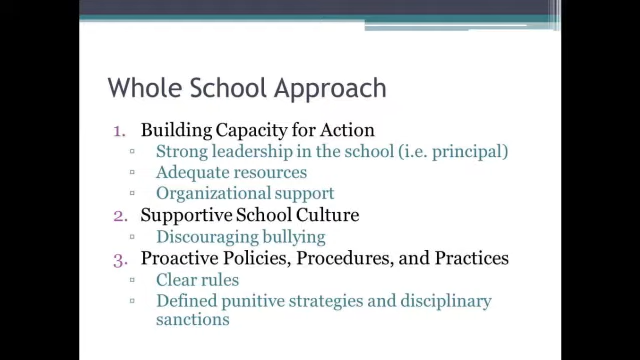 Whole School Approach
1. Building Capacity for Action
▫ Strong leadership in the school (i.e. principal)
▫ Adequate resources
▫ Organizational support
2. Supportive School Culture
▫ Discouraging bullying
3. Proactive Policies, Procedures, and Practices
▫ Clear rules
▫ Defined punitive strategies and disciplinary
sanctions